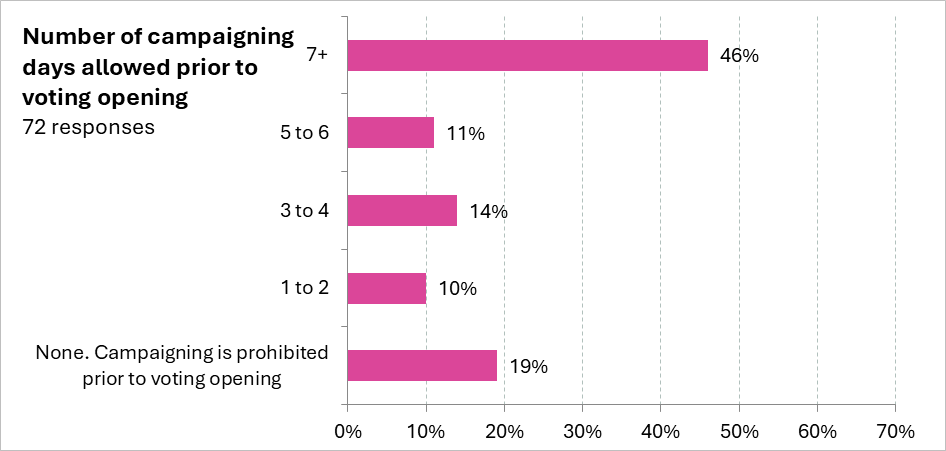 Number of campaigning
days allowed prior to
voting opening
72 responses
7+
46%
5 to 6
11%
3 to 4
14%
1 to 2
10%
None. Campaigning is prohibited
prior to voting opening
19%
0% 10% 20% 30% 40% 50% 60% 70%